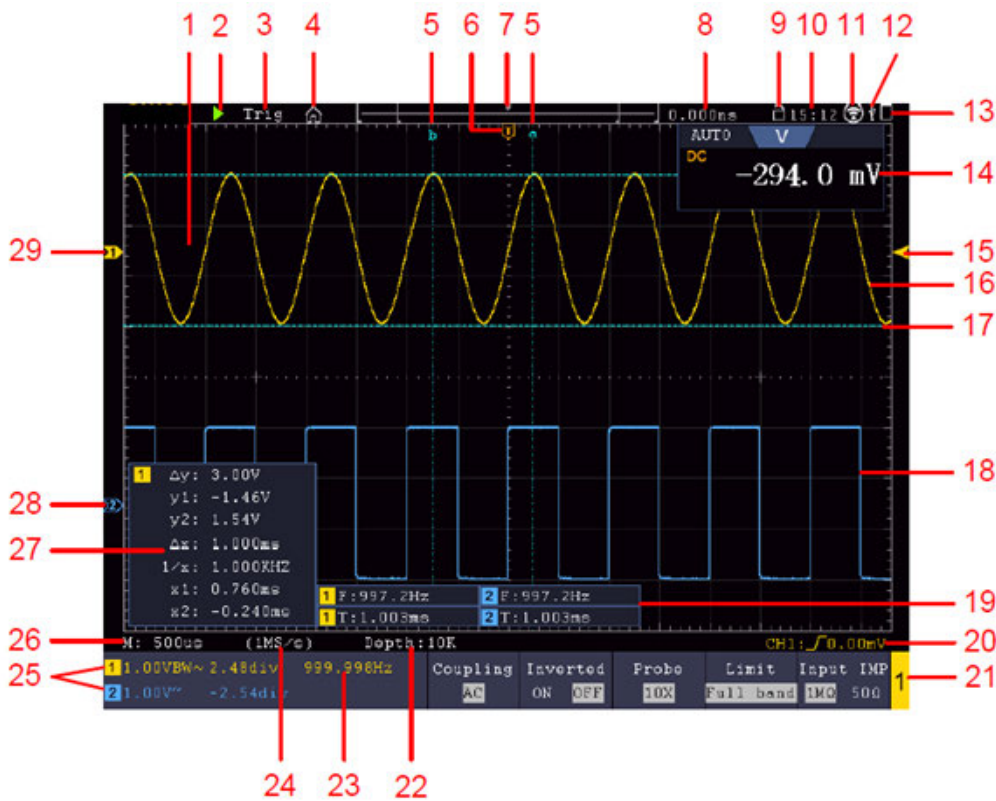 1 2 3 4 5 6 7 5 8 9 10 11 12
Trig 0.000ns 15:12
13
b T a
AUTO V
DC
-294.0 mV
14
29 1 15
16
17
18
1 Δy: 3.00V
y1: -1.46V
28 2
y2: 1.54V
27 Δx: 1.000ms
1/x: 1.000KHZ
x1: 0.760ms
x2: -0.240ms
1 F:997.2Hz 2 F:997.2Hz
1 T:1.003ms 2 T:1.003ms
19
26 M: 500us (1MS/s) Depth:10K CH1: 0.00mV 20
25 1 1.00VBW~ 2.48div 999.998Hz Coupling Inverted Probe Limit Input IMP
2 1.00V~ -2.54div AC ON OFF 10X Full band 1MΩ 50Ω 1 21
24 23 22